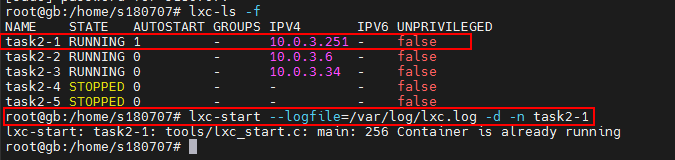 root@gb:/home/s180707# lxc-ls -f
NAME    STATE   AUTOSTART GROUPS IPV4       IPV6 UNPRIVILEGED
task2-1 RUNNING 1         -      10.0.3.251 -    false
task2-2 RUNNING 0         -      10.0.3.6   -    false
task2-3 RUNNING 0         -      10.0.3.34  -    false
task2-4 STOPPED 0         -      -          -    false
task2-5 STOPPED 0         -      -          -    false
root@gb:/home/s180707# lxc-start --logfile=/var/log/lxc.log -d -n task2-1
lxc-start: task2-1: tools/lxc_start.c: main: 256 Container is already running
root@gb:/home/s180707#